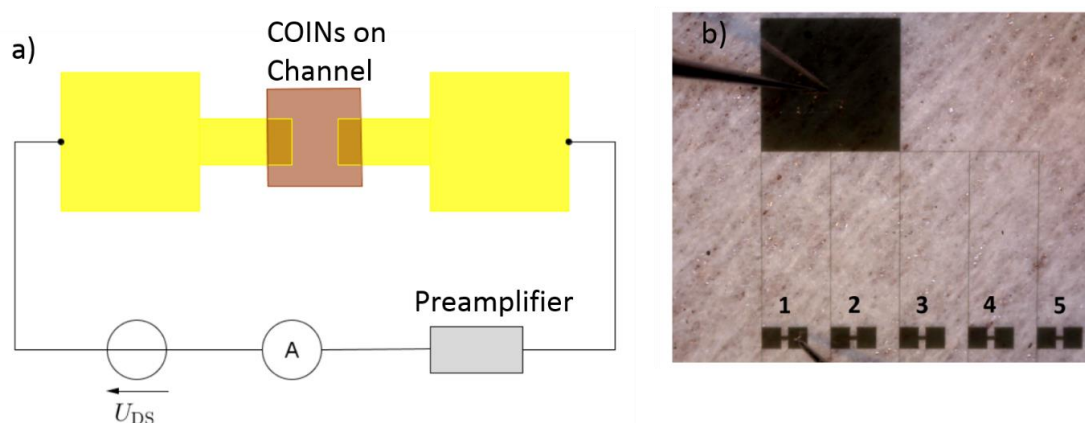 a)
COINs on
Channel
Preamplifier
A
U_DS
b)
1 2 3 4 5